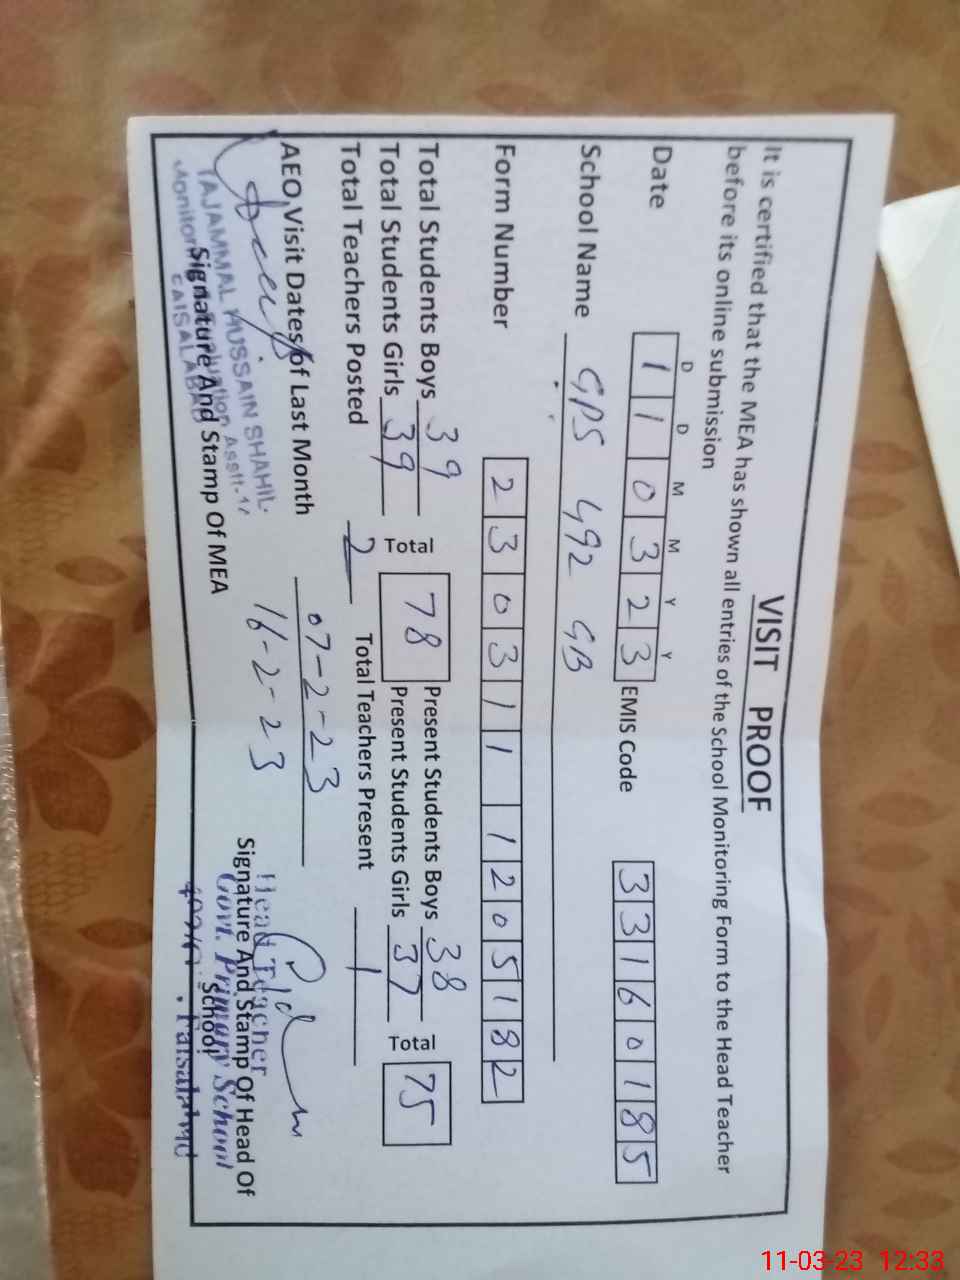 VISIT PROOF
It is certified that the MEA has shown all entries of the School Monitoring Form to the Head Teacher
before its online submission
D D M M Y Y
Date 1 1 0 3 2 3 EMIS Code 3 3 1 6 0 1 8 5
School Name GPS 492 GB
Form Number 2 3 0 3 1 1 1 2 0 5 1 8 2
Total Students Boys 39 Total 78 Present Students Boys 38 Total 75
Total Students Girls 39 Present Students Girls 37
Total Teachers Posted 2 Total Teachers Present 1
AEO Visit Dates of Last Month 07-2-23
16-2-23
TAJAMMAL HUSSAIN SHAHIL
Signature And Stamp Of MEA
FAISALABAD
Head Teacher
Signature And Stamp Of Head Of
Govt. Primary School
School
Faisalabad
11-03-23 12:33